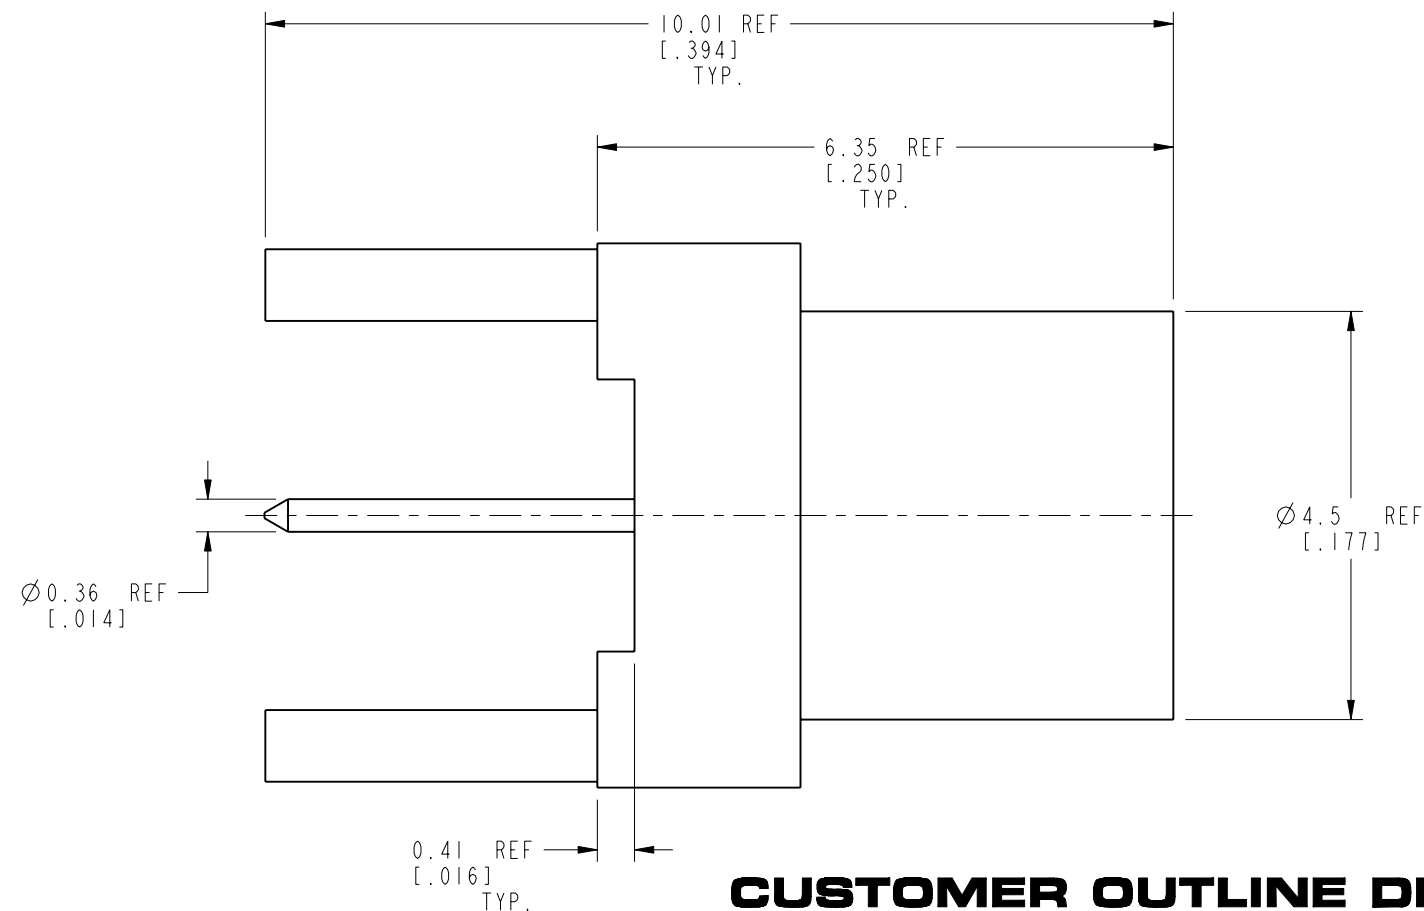 10.01 REF
[.394]
TYP.
6.35 REF
[.250]
TYP.
Ø4.5 REF
[.177]
Ø0.36 REF
[.014]
0.41 REF
[.016]
TYP.
CUSTOMER OUTLINE